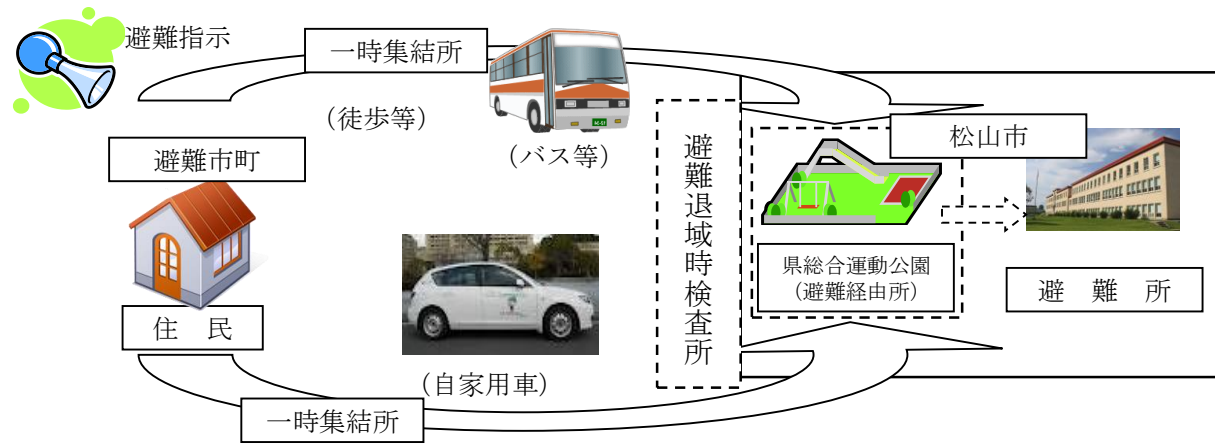 避難指示
一時集結所
(徒歩等)
(バス等)
避難市町
住 民
(自家用車)
一時集結所
避難退域時検査所
松山市
県総合運動公園
(避難経由所)
避 難 所